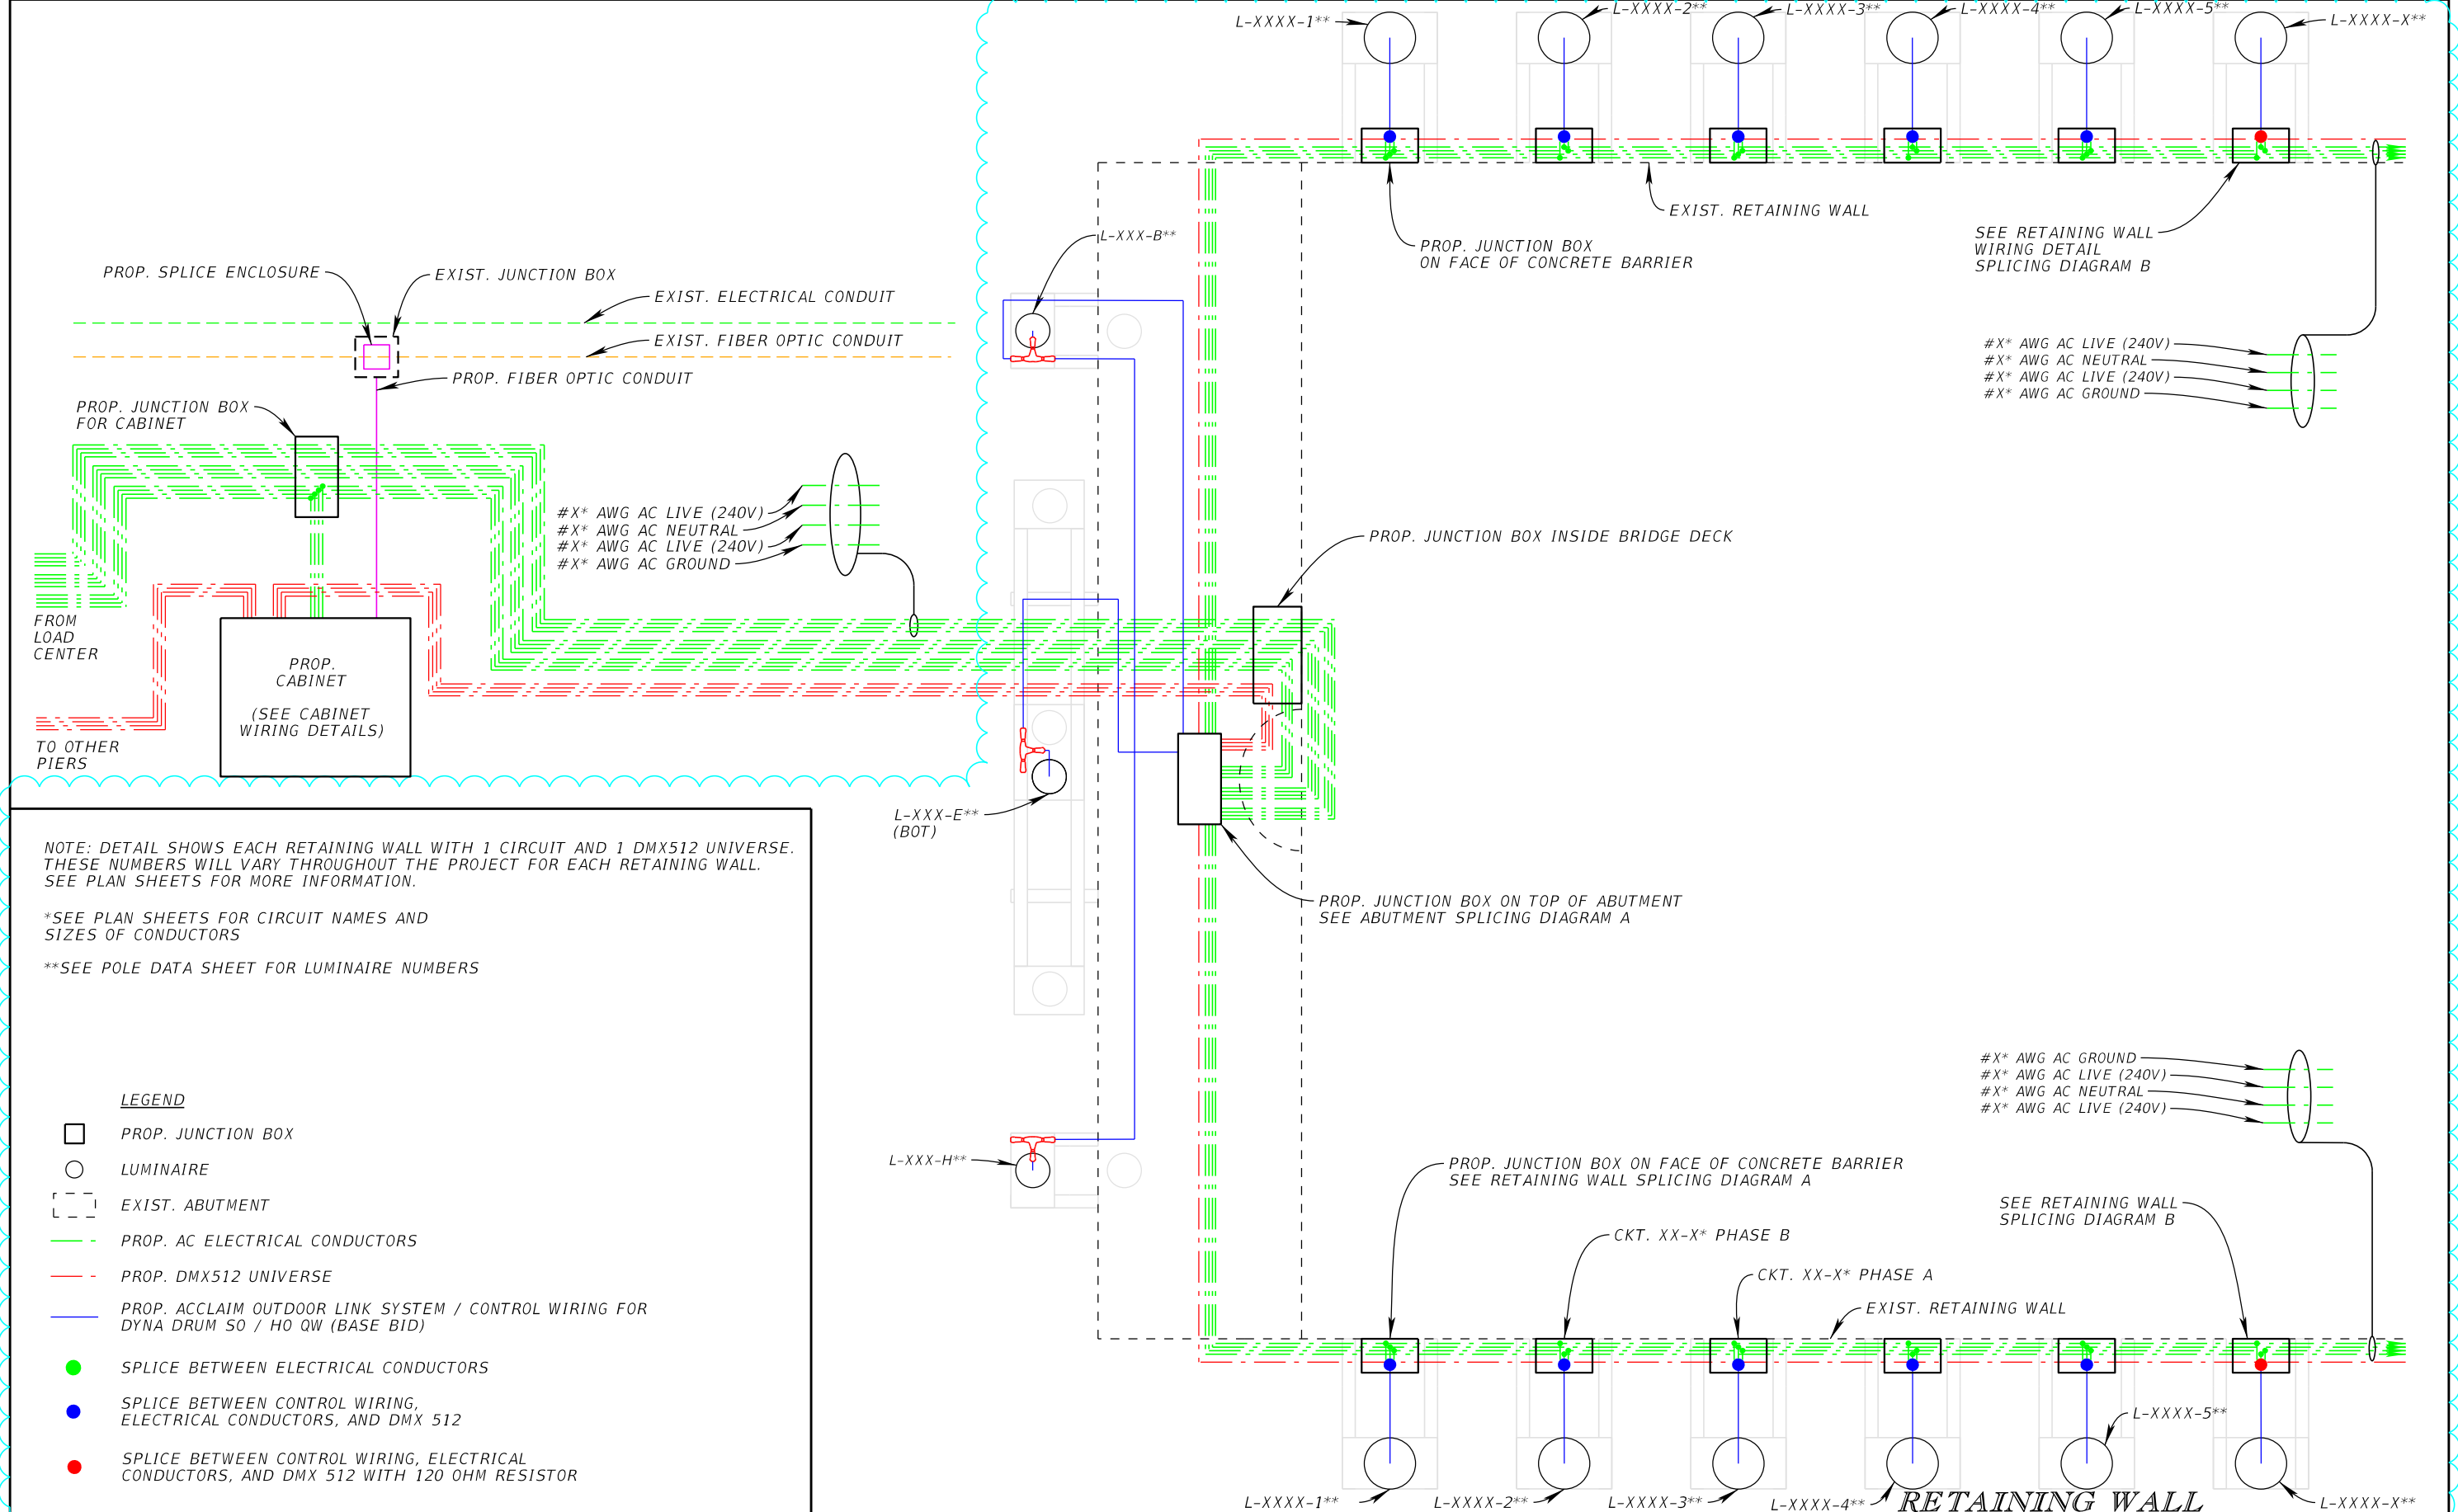 L-XXXX-1**
L-XXXX-2**
L-XXXX-3**
L-XXXX-4**
L-XXXX-5**
L-XXXX-X**
EXIST. RETAINING WALL
PROP. JUNCTION BOX
ON FACE OF CONCRETE BARRIER
SEE RETAINING WALL
WIRING DETAIL
SPLICING DIAGRAM B
L-XXX-B**
PROP. SPLICE ENCLOSURE
EXIST. JUNCTION BOX
EXIST. ELECTRICAL CONDUIT
EXIST. FIBER OPTIC CONDUIT
PROP. FIBER OPTIC CONDUIT
PROP. JUNCTION BOX
FOR CABINET
#X* AWG AC LIVE (240V)
#X* AWG AC NEUTRAL
#X* AWG AC LIVE (240V)
#X* AWG AC GROUND
#X* AWG AC LIVE (240V)
#X* AWG AC NEUTRAL
#X* AWG AC LIVE (240V)
#X* AWG AC GROUND
PROP. JUNCTION BOX INSIDE BRIDGE DECK
FROM
LOAD
CENTER
PROP.
CABINET
(SEE CABINET
WIRING DETAILS)
TO OTHER
PIERS
L-XXX-E**
(BOT)
PROP. JUNCTION BOX ON TOP OF ABUTMENT
SEE ABUTMENT SPLICING DIAGRAM A
NOTE: DETAIL SHOWS EACH RETAINING WALL WITH 1 CIRCUIT AND 1 DMX512 UNIVERSE.
THESE NUMBERS WILL VARY THROUGHOUT THE PROJECT FOR EACH RETAINING WALL.
SEE PLAN SHEETS FOR MORE INFORMATION.
*SEE PLAN SHEETS FOR CIRCUIT NAMES AND
SIZES OF CONDUCTORS
**SEE POLE DATA SHEET FOR LUMINAIRE NUMBERS
LEGEND
PROP. JUNCTION BOX
LUMINAIRE
EXIST. ABUTMENT
PROP. AC ELECTRICAL CONDUCTORS
PROP. DMX512 UNIVERSE
PROP. ACCLAIM OUTDOOR LINK SYSTEM / CONTROL WIRING FOR
DYNA DRUM SO / HO QW (BASE BID)
SPLICE BETWEEN ELECTRICAL CONDUCTORS
SPLICE BETWEEN CONTROL WIRING,
ELECTRICAL CONDUCTORS, AND DMX 512
SPLICE BETWEEN CONTROL WIRING, ELECTRICAL
CONDUCTORS, AND DMX 512 WITH 120 OHM RESISTOR
L-XXX-H**
#X* AWG AC GROUND
#X* AWG AC LIVE (240V)
#X* AWG AC NEUTRAL
#X* AWG AC LIVE (240V)
PROP. JUNCTION BOX ON FACE OF CONCRETE BARRIER
SEE RETAINING WALL SPLICING DIAGRAM A
SEE RETAINING WALL
SPLICING DIAGRAM B
CKT. XX-X* PHASE B
CKT. XX-X* PHASE A
EXIST. RETAINING WALL
L-XXXX-1**
L-XXXX-2**
L-XXXX-3**
L-XXXX-4**
L-XXXX-5**
L-XXXX-X**
RETAINING WALL